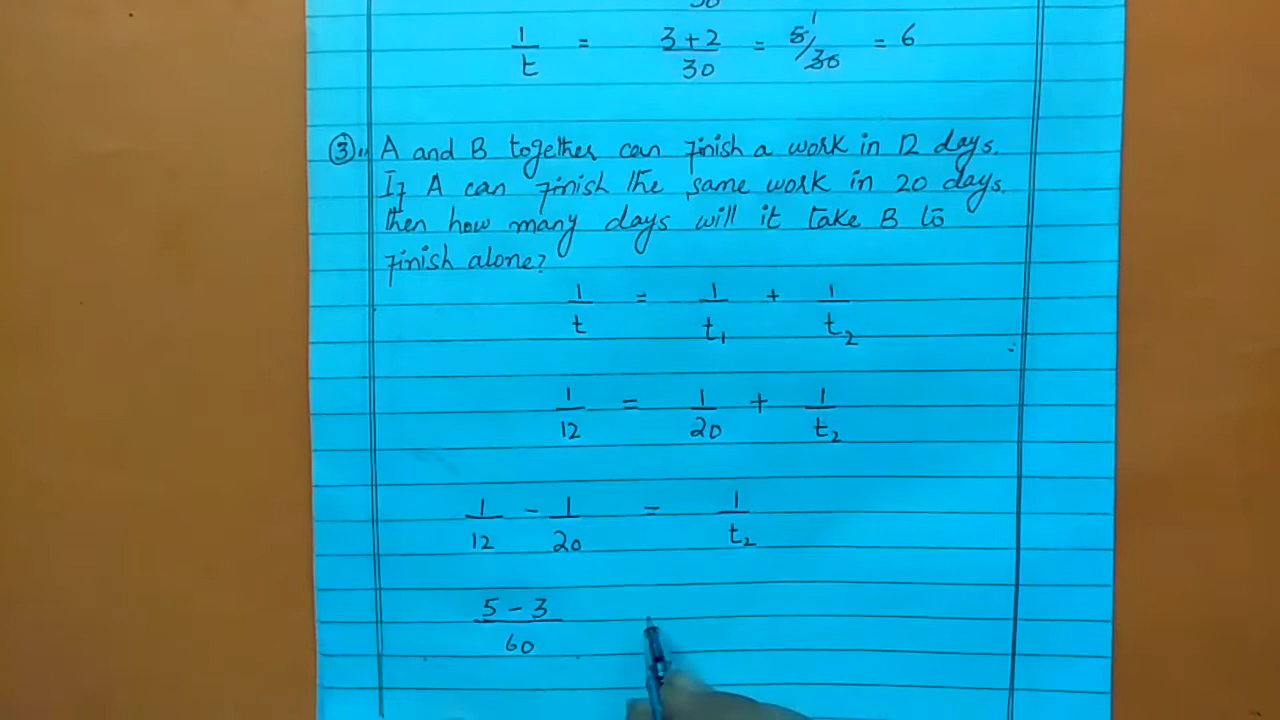 1/t = 3+2/30 = 5/30 1 = 6
3 A and B together can finish a work in 12 days.
If A can finish the same work in 20 days.
then how many days will it take B to
finish alone?
1/t = 1/t₁ + 1/t₂
1/12 = 1/20 + 1/t₂
1/12 - 1/20 = 1/t₂
5-3/60